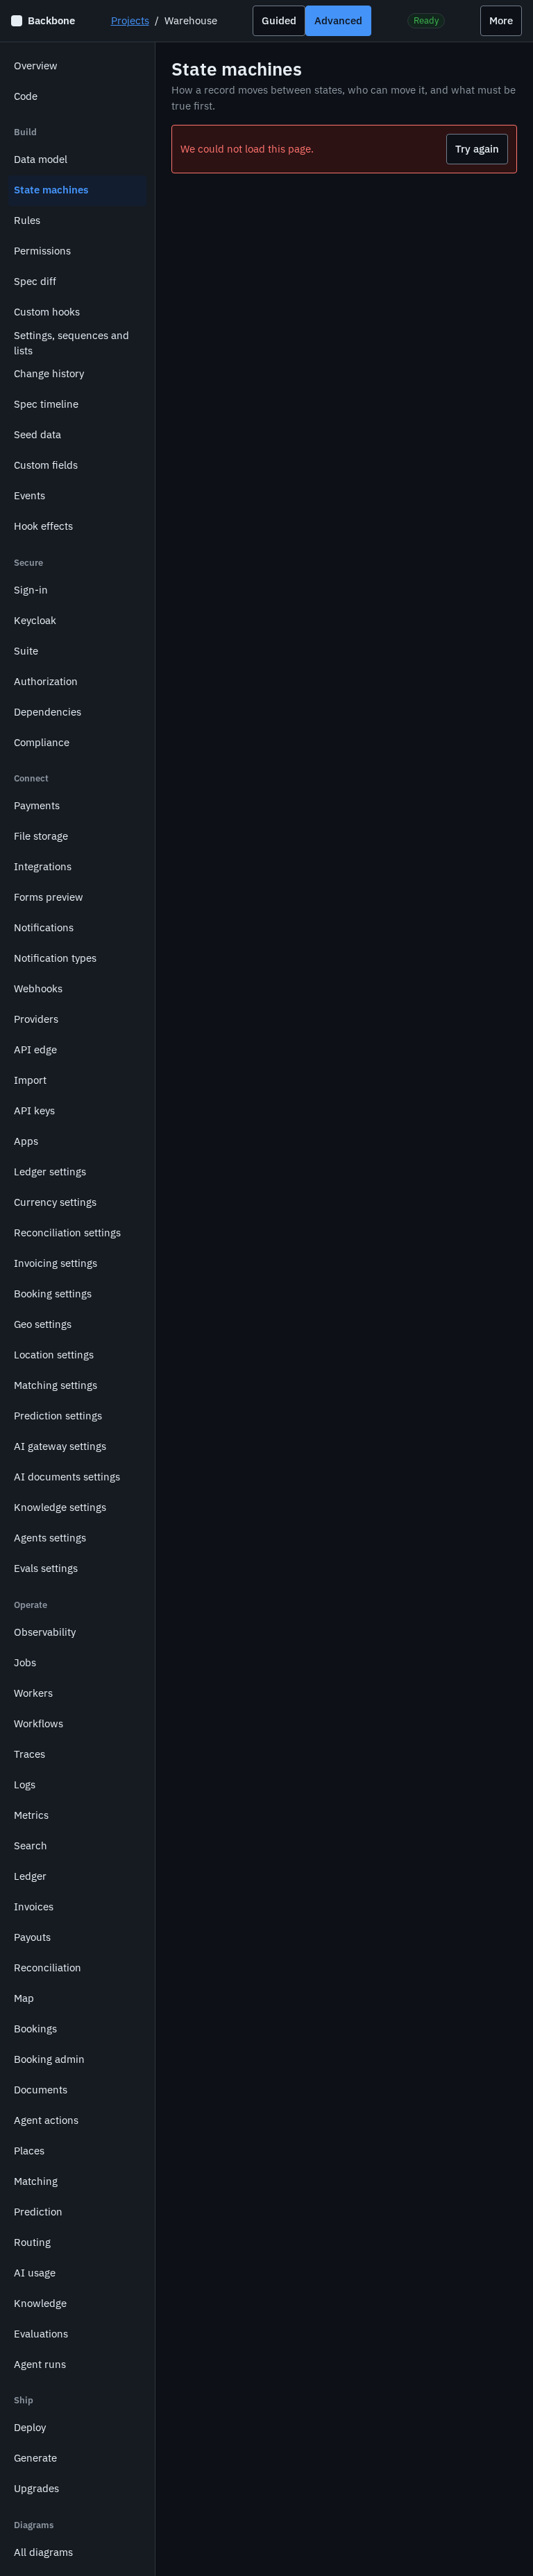 Backbone
Projects / Warehouse
Guided
Advanced
Ready
More
Overview
Code
Build
Data model
State machines
Rules
Permissions
Spec diff
Custom hooks
Settings, sequences and
lists
Change history
Spec timeline
Seed data
Custom fields
Events
Hook effects
Secure
Sign-in
Keycloak
Suite
Authorization
Dependencies
Compliance
Connect
Payments
File storage
Integrations
Forms preview
Notifications
Notification types
Webhooks
Providers
API edge
Import
API keys
Apps
Ledger settings
Currency settings
Reconciliation settings
Invoicing settings
Booking settings
Geo settings
Location settings
Matching settings
Prediction settings
AI gateway settings
AI documents settings
Knowledge settings
Agents settings
Evals settings
Operate
Observability
Jobs
Workers
Workflows
Traces
Logs
Metrics
Search
Ledger
Invoices
Payouts
Reconciliation
Map
Bookings
Booking admin
Documents
Agent actions
Places
Matching
Prediction
Routing
AI usage
Knowledge
Evaluations
Agent runs
Ship
Deploy
Generate
Upgrades
Diagrams
All diagrams
State machines
How a record moves between states, who can move it, and what must be
true first.
We could not load this page.
Try again